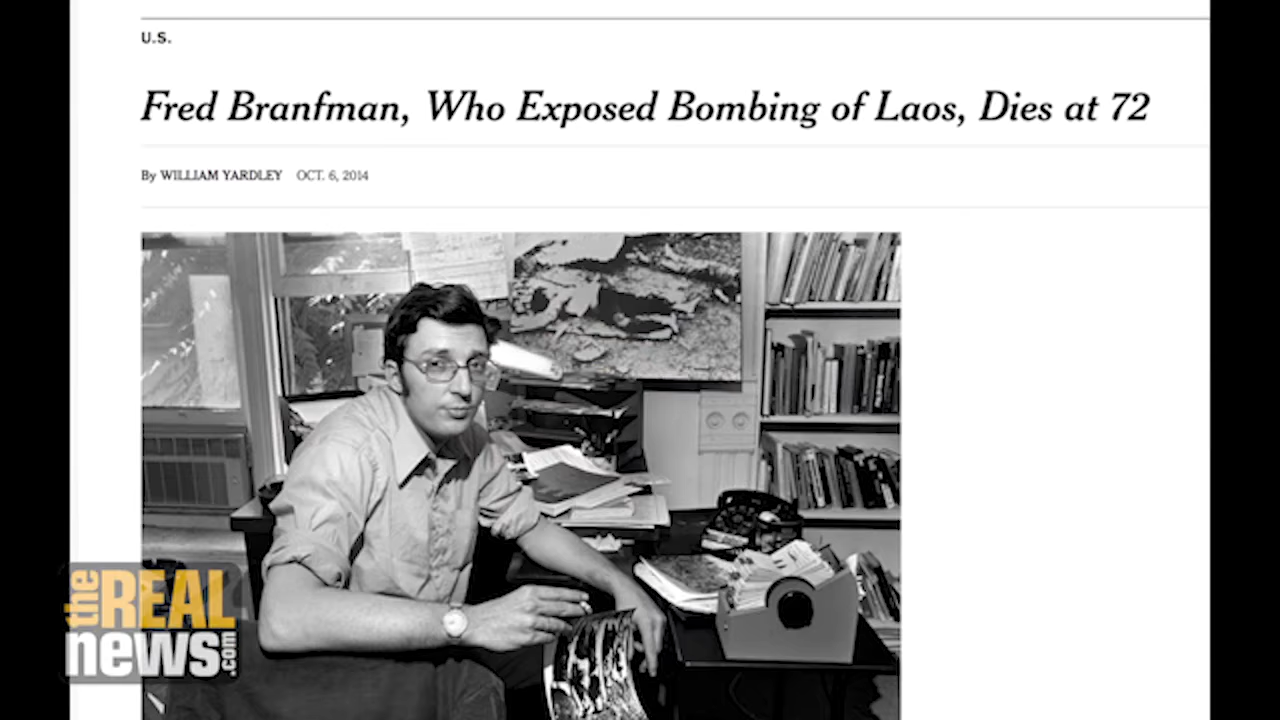 U.S.
Fred Branfman, Who Exposed Bombing of Laos, Dies at 72
By WILLIAM YARDLEY OCT. 6, 2014
the REAL
news.com